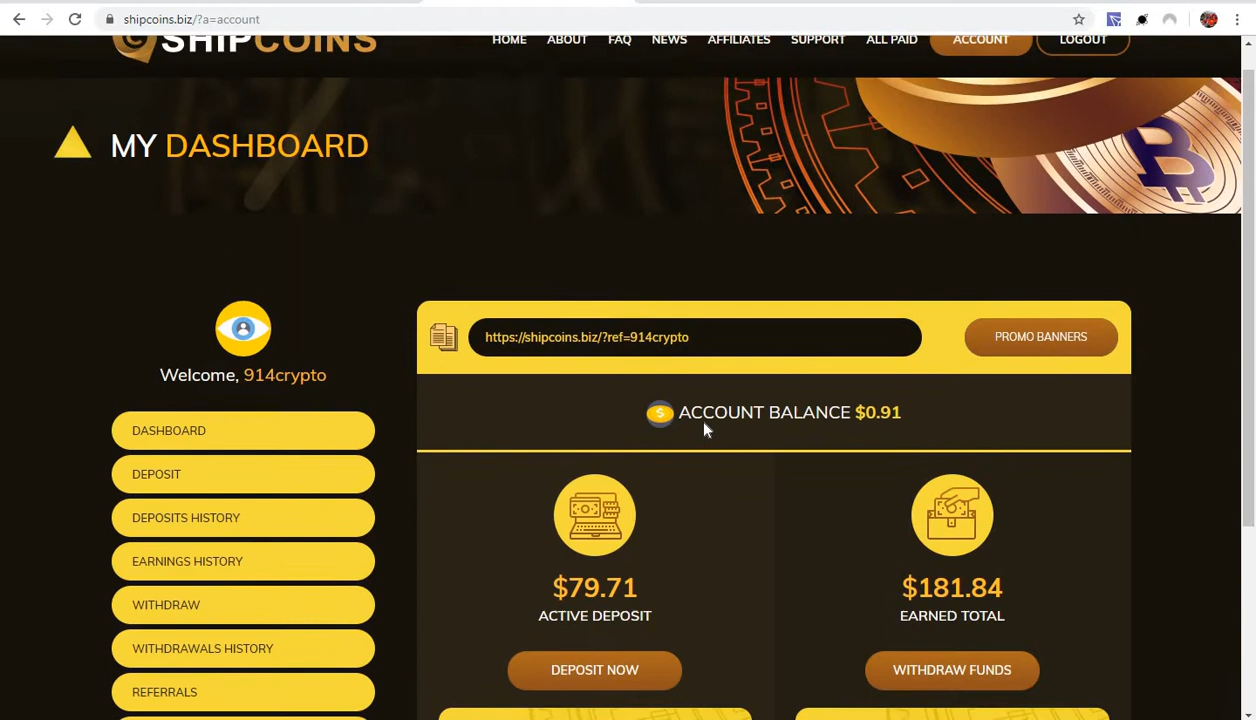 shipcoins.biz/?a=account
SHIPCOINS
HOME ABOUT FAQ NEWS AFFILIATES SUPPORT ALL PAID ACCOUNT LOGOUT
MY DASHBOARD
B
https://shipcoins.biz/?ref=914crypto
PROMO BANNERS
Welcome, 914crypto
$ ACCOUNT BALANCE $0.91
DASHBOARD
DEPOSIT
DEPOSITS HISTORY
EARNINGS HISTORY
WITHDRAW
WITHDRAWALS HISTORY
REFERRALS
$79.71
ACTIVE DEPOSIT
DEPOSIT NOW
$181.84
EARNED TOTAL
WITHDRAW FUNDS